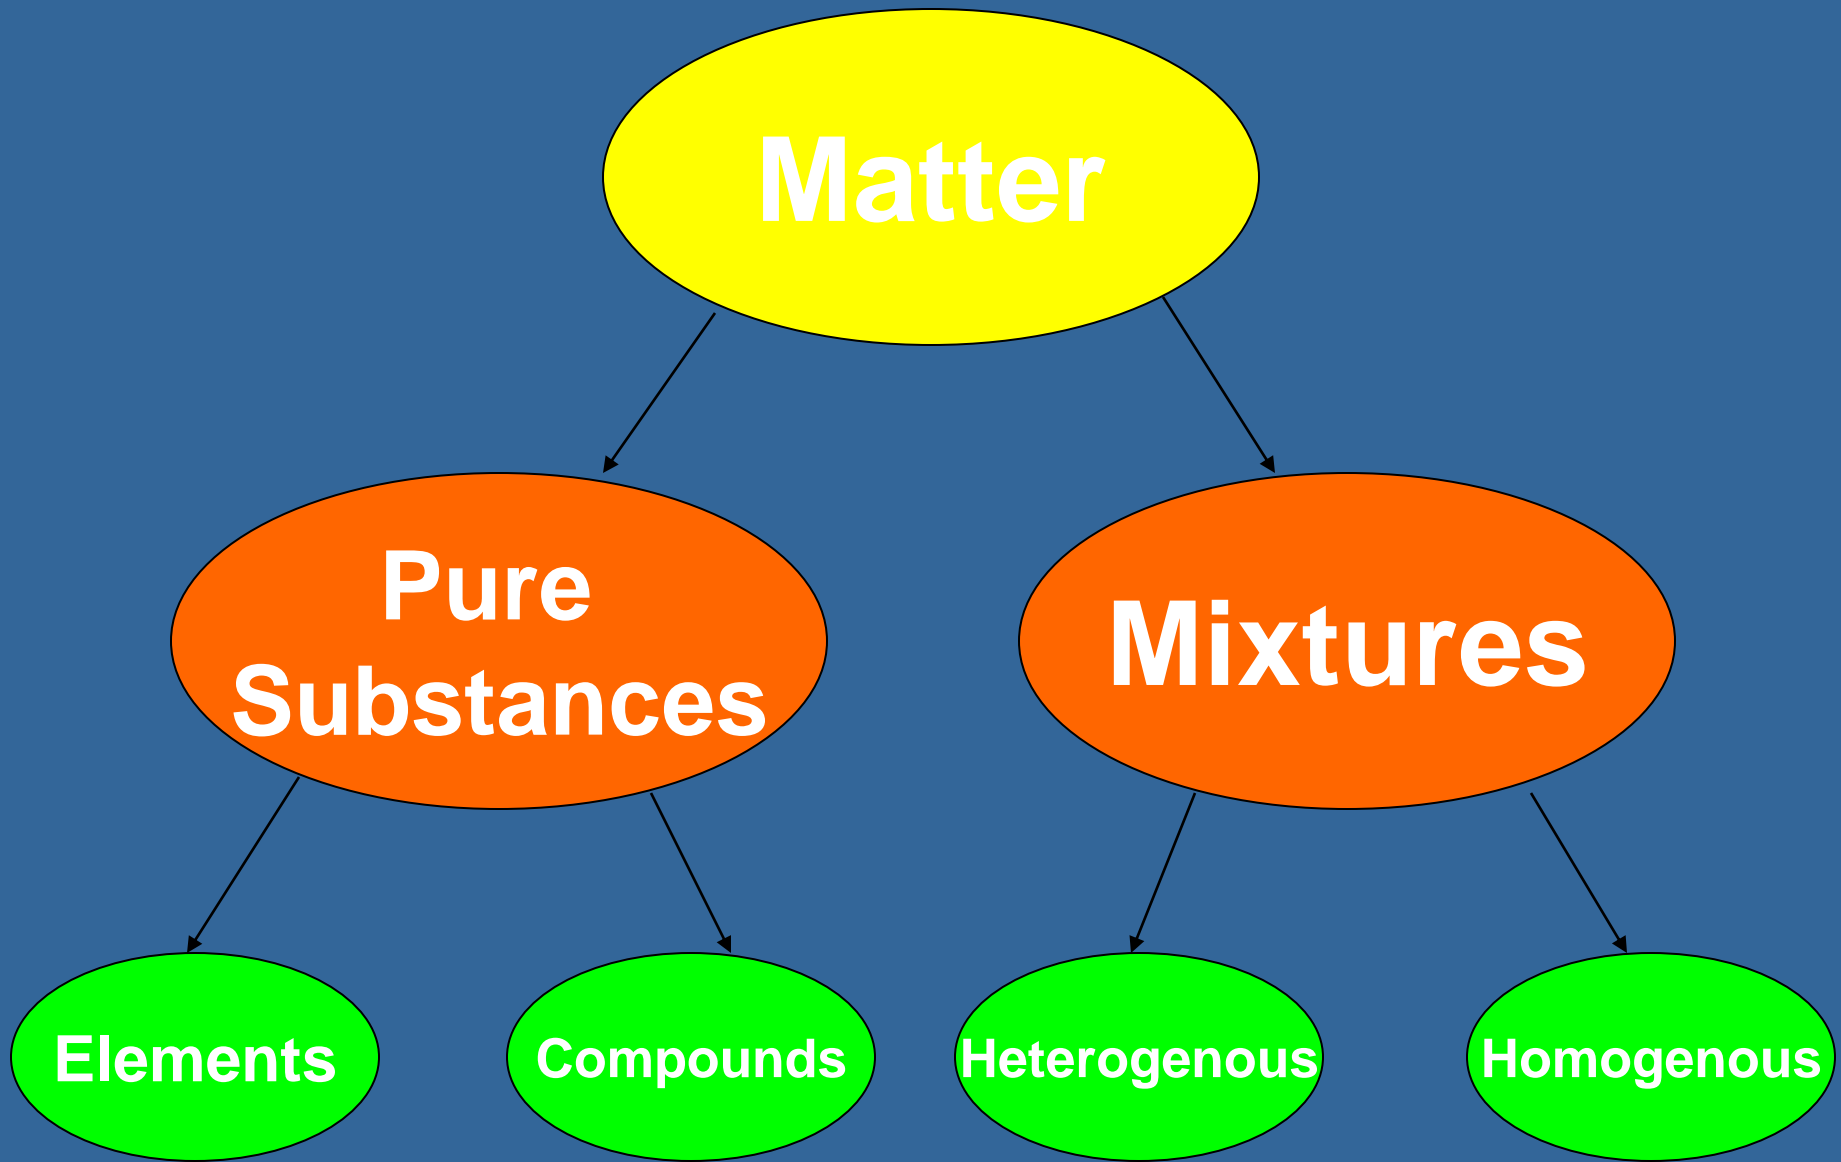 Matter
Pure
Substances
Mixtures
Elements
Compounds
Heterogenous
Homogenous